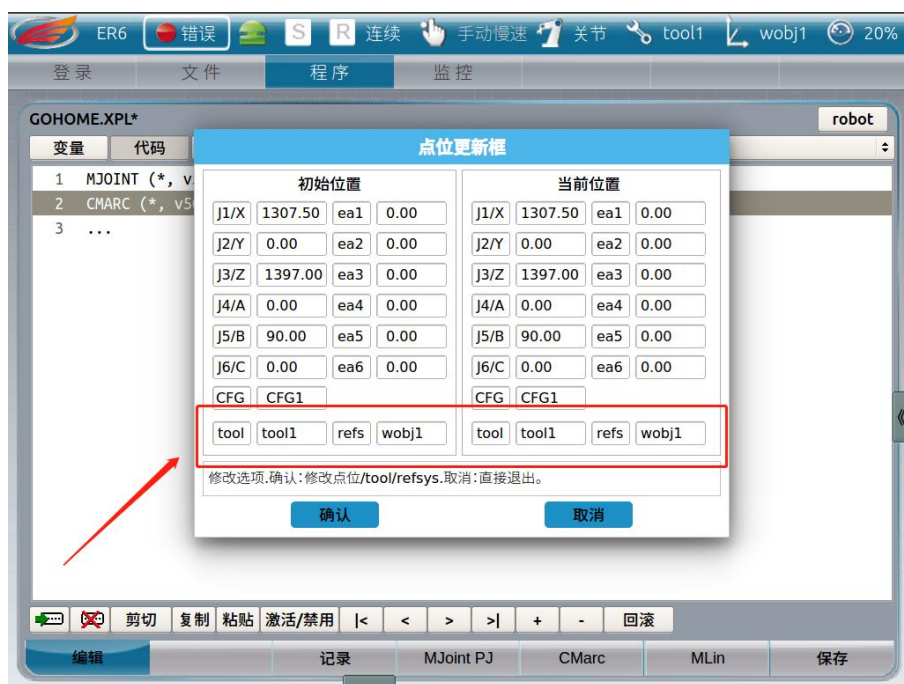 ER6 错误 S R 连续 手动慢速 关节 tool1 wobj1 20%
登录 文件 程序 监控
GOHOME.XPL* robot
变量 代码
点位更新框
1 MJOINT (*, v
2 CMARC (*, v5
3 ...
初始位置 当前位置
J1/X 1307.50 ea1 0.00 J1/X 1307.50 ea1 0.00
J2/Y 0.00 ea2 0.00 J2/Y 0.00 ea2 0.00
J3/Z 1397.00 ea3 0.00 J3/Z 1397.00 ea3 0.00
J4/A 0.00 ea4 0.00 J4/A 0.00 ea4 0.00
J5/B 90.00 ea5 0.00 J5/B 90.00 ea5 0.00
J6/C 0.00 ea6 0.00 J6/C 0.00 ea6 0.00
CFG CFG1 CFG CFG1
tool tool1 refs wobj1 tool tool1 refs wobj1
修改选项.确认:修改点位/tool/refsys.取消:直接退出。
确认 取消
剪切 复制 粘贴 激活/禁用 |< < > >| + - 回滚
编辑 记录 MJoint PJ CMarc MLin 保存